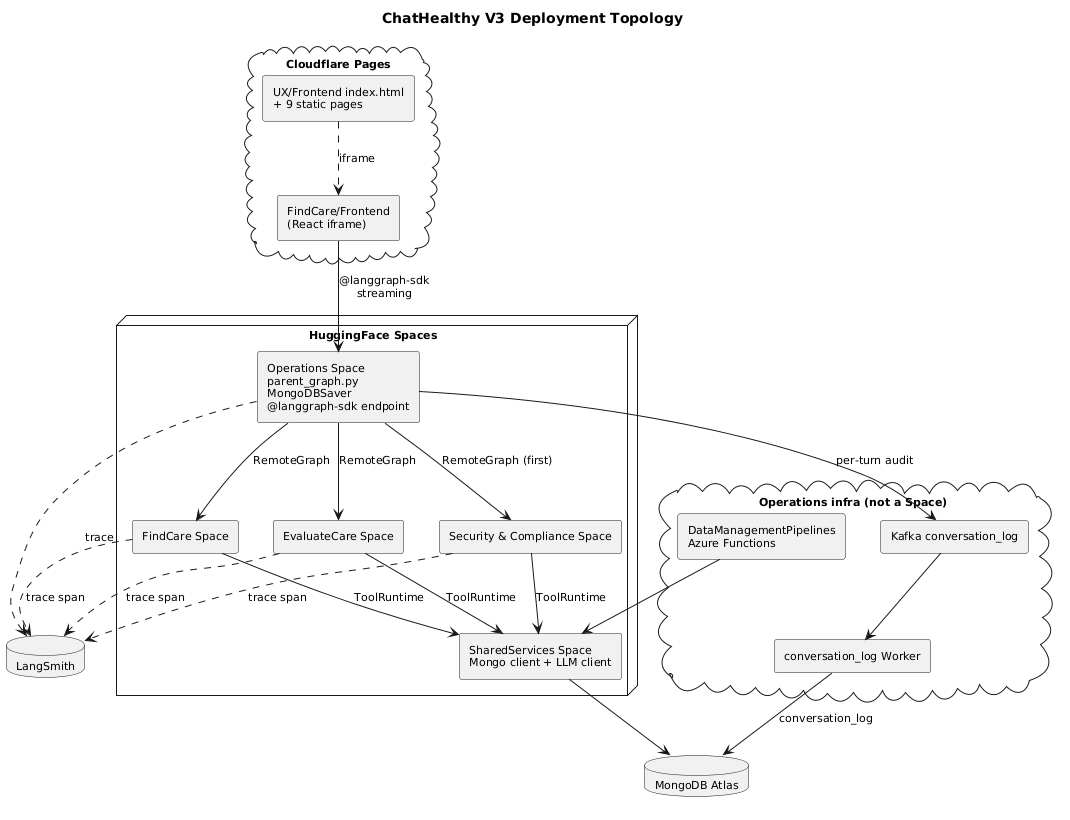 ChatHealthy V3 Deployment Topology
Cloudflare Pages
UX/Frontend index.html
+ 9 static pages
iframe
FindCare/Frontend
(React iframe)
@langgraph-sdk
streaming
HuggingFace Spaces
Operations Space
parent_graph.py
MongoDBSaver
@langgraph-sdk endpoint
RemoteGraph
RemoteGraph
RemoteGraph (first)
per-turn audit
Operations infra (not a Space)
DataManagementPipelines
Azure Functions
Kafka conversation_log
trace
FindCare Space
EvaluateCare Space
Security & Compliance Space
trace span
trace span
trace span
ToolRuntime
ToolRuntime
ToolRuntime
LangSmith
SharedServices Space
Mongo client + LLM client
conversation_log Worker
conversation_log
MongoDB Atlas